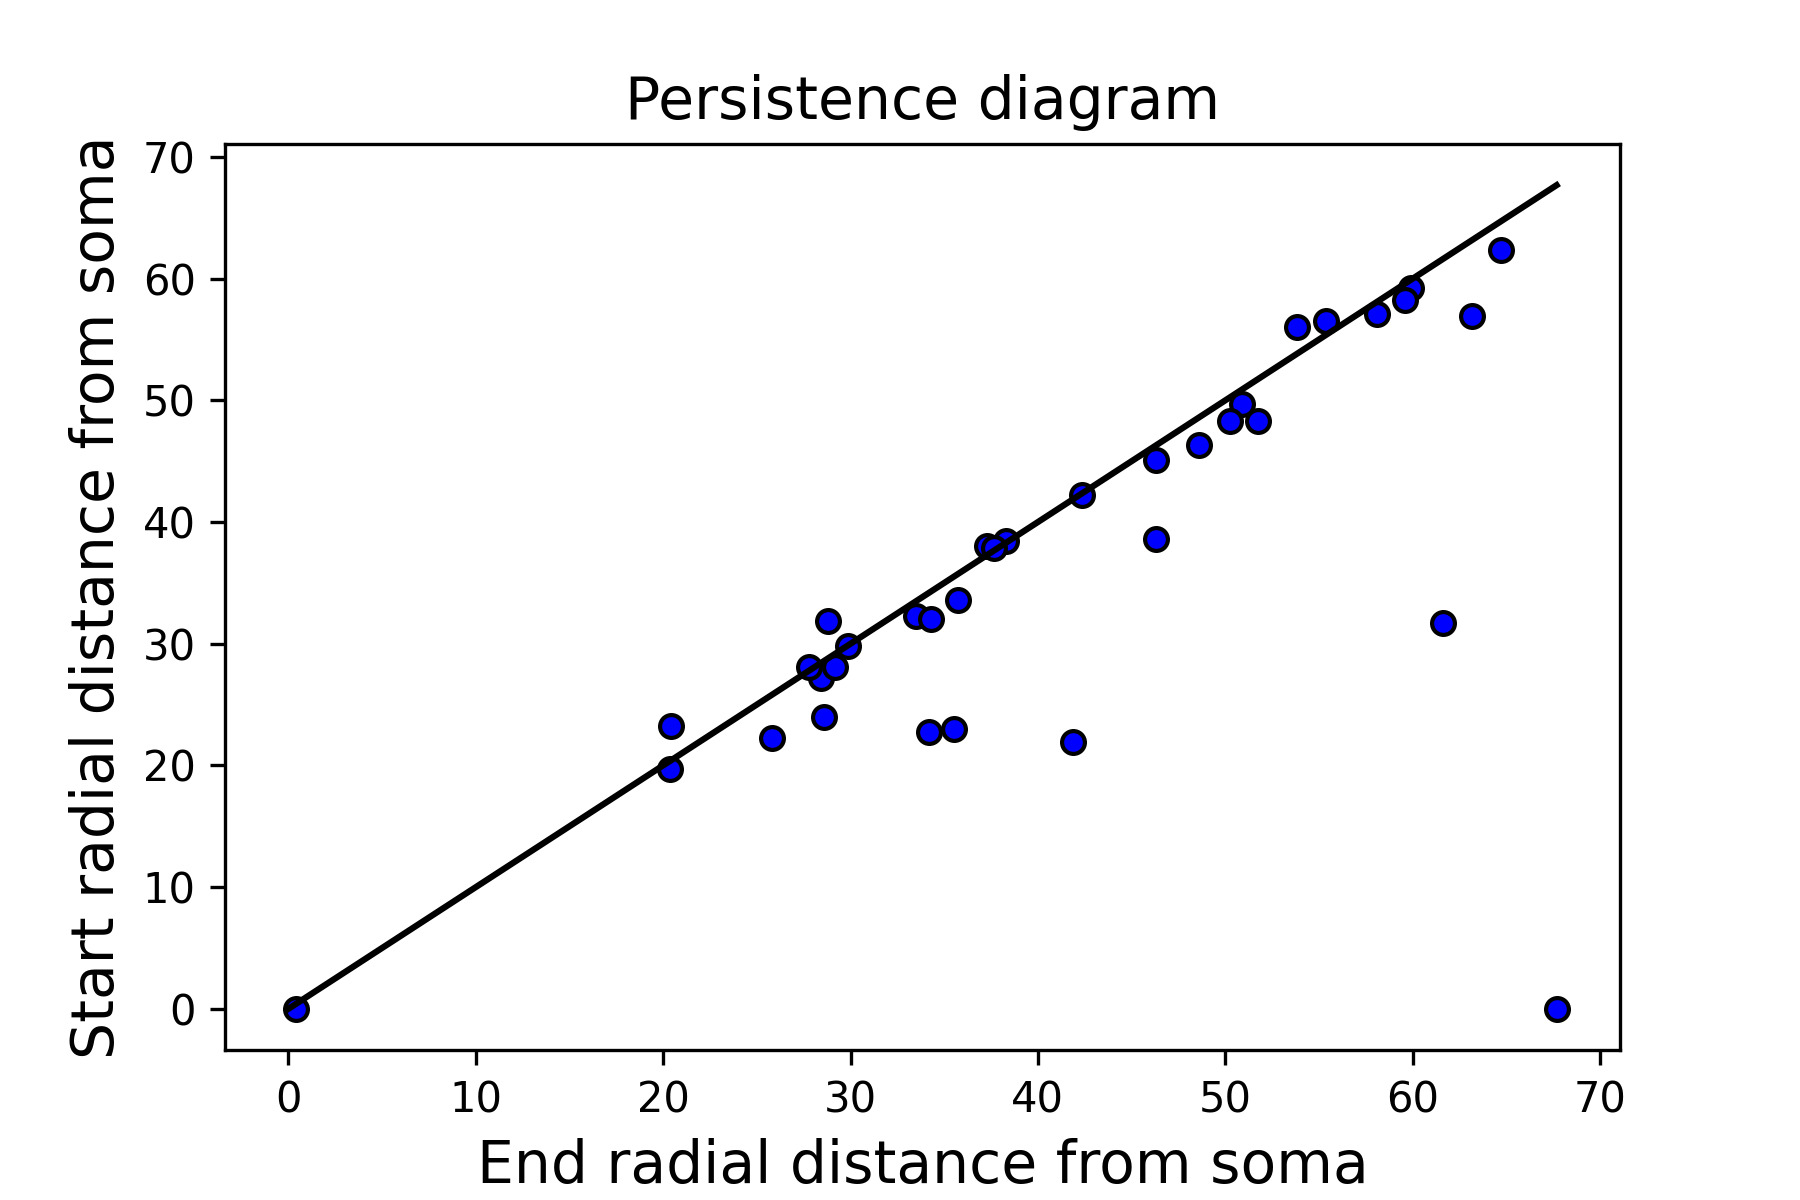 Persistence diagram
Start radial distance from soma
70
60
50
40
30
20
10
0
0 10 20 30 40 50 60 70
End radial distance from soma